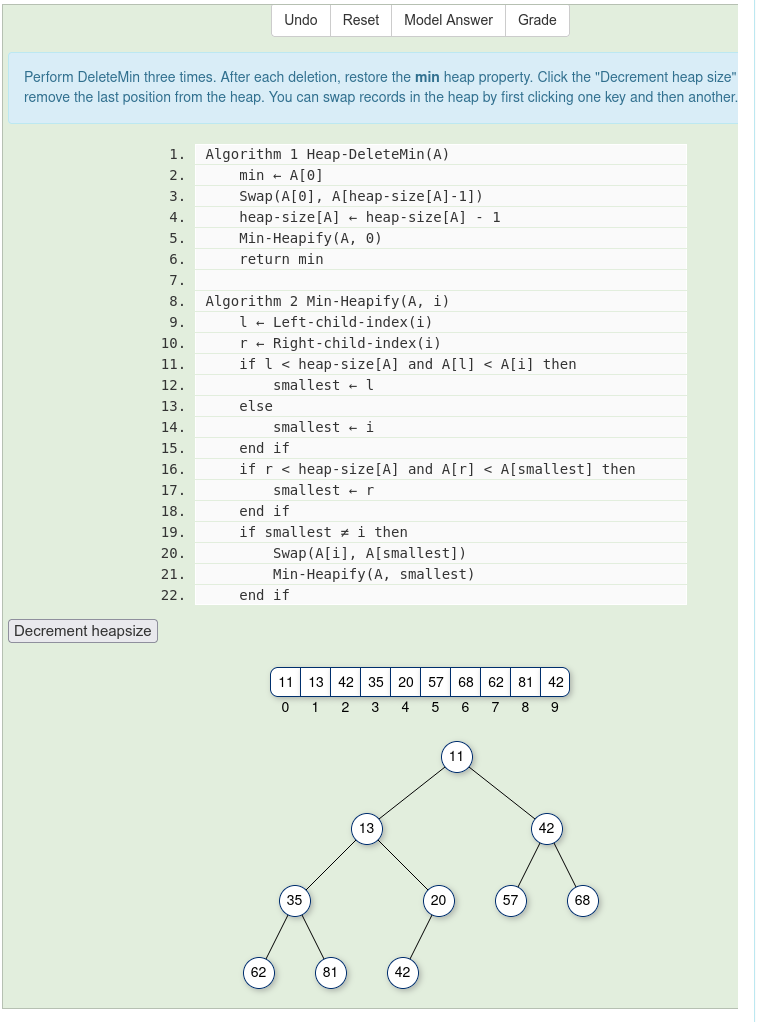 Undo Reset Model Answer Grade
Perform DeleteMin three times. After each deletion, restore the min heap property. Click the "Decrement heap size"
remove the last position from the heap. You can swap records in the heap by first clicking one key and then another.
1. Algorithm 1 Heap-DeleteMin(A)
2. min ← A[0]
3. Swap(A[0], A[heap-size[A]-1])
4. heap-size[A] ← heap-size[A] - 1
5. Min-Heapify(A, 0)
6. return min
7.
8. Algorithm 2 Min-Heapify(A, i)
9. l ← Left-child-index(i)
10. r ← Right-child-index(i)
11. if l < heap-size[A] and A[l] < A[i] then
12. smallest ← l
13. else
14. smallest ← i
15. end if
16. if r < heap-size[A] and A[r] < A[smallest] then
17. smallest ← r
18. end if
19. if smallest ≠ i then
20. Swap(A[i], A[smallest])
21. Min-Heapify(A, smallest)
22. end if
Decrement heapsize
11 13 42 35 20 57 68 62 81 42
0 1 2 3 4 5 6 7 8 9
11
13 42
35 20 57 68
62 81 42